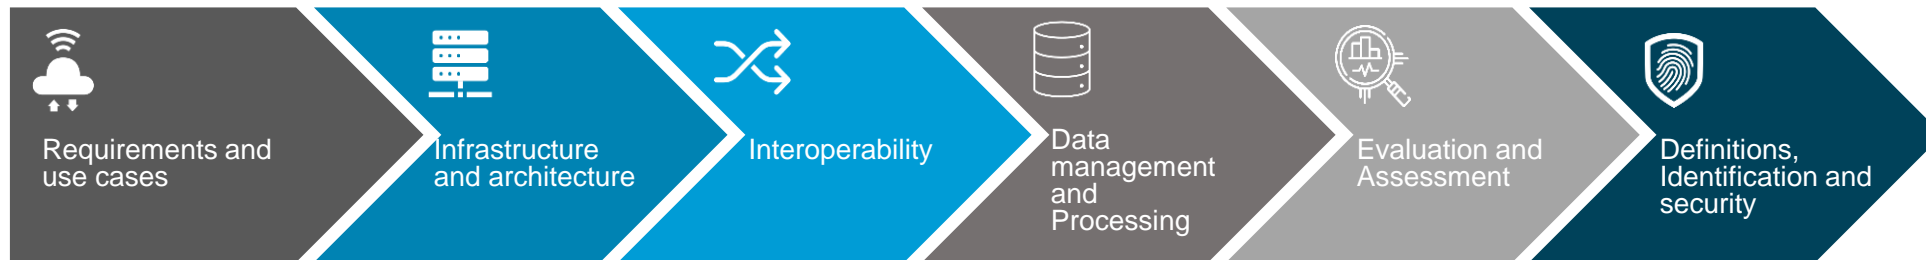 Requirements and
use cases
Infrastructure
and architecture
Interoperability
Data
management
and
Processing
Evaluation and
Assessment
Definitions,
Identification and
security